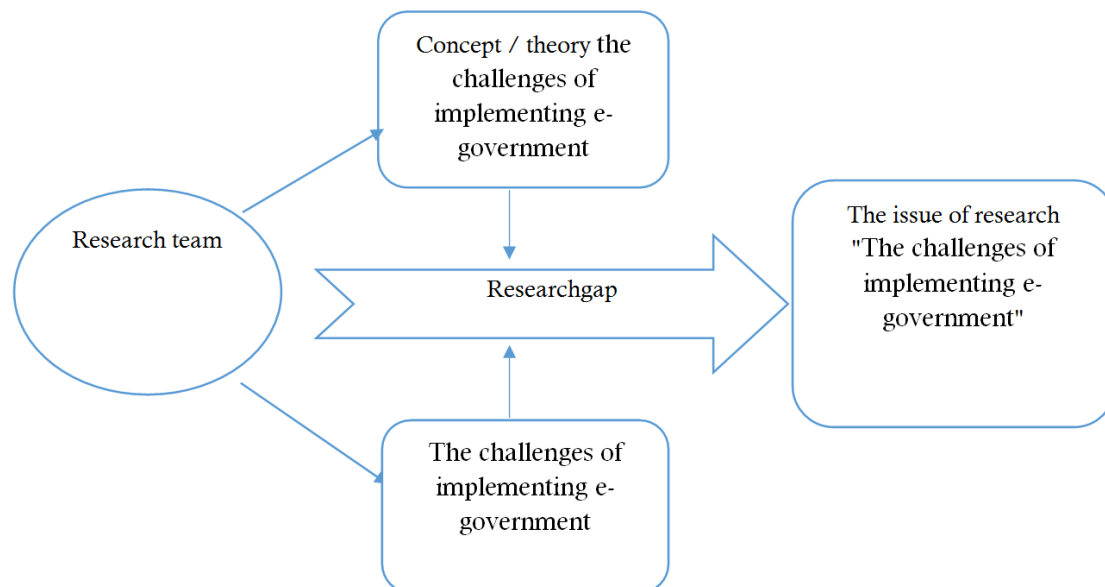 Concept / theory the
challenges of
implementing e-
government
Research team
Researchgap
The issue of research
"The challenges of
implementing e-
government"
The challenges of
implementing e-
government